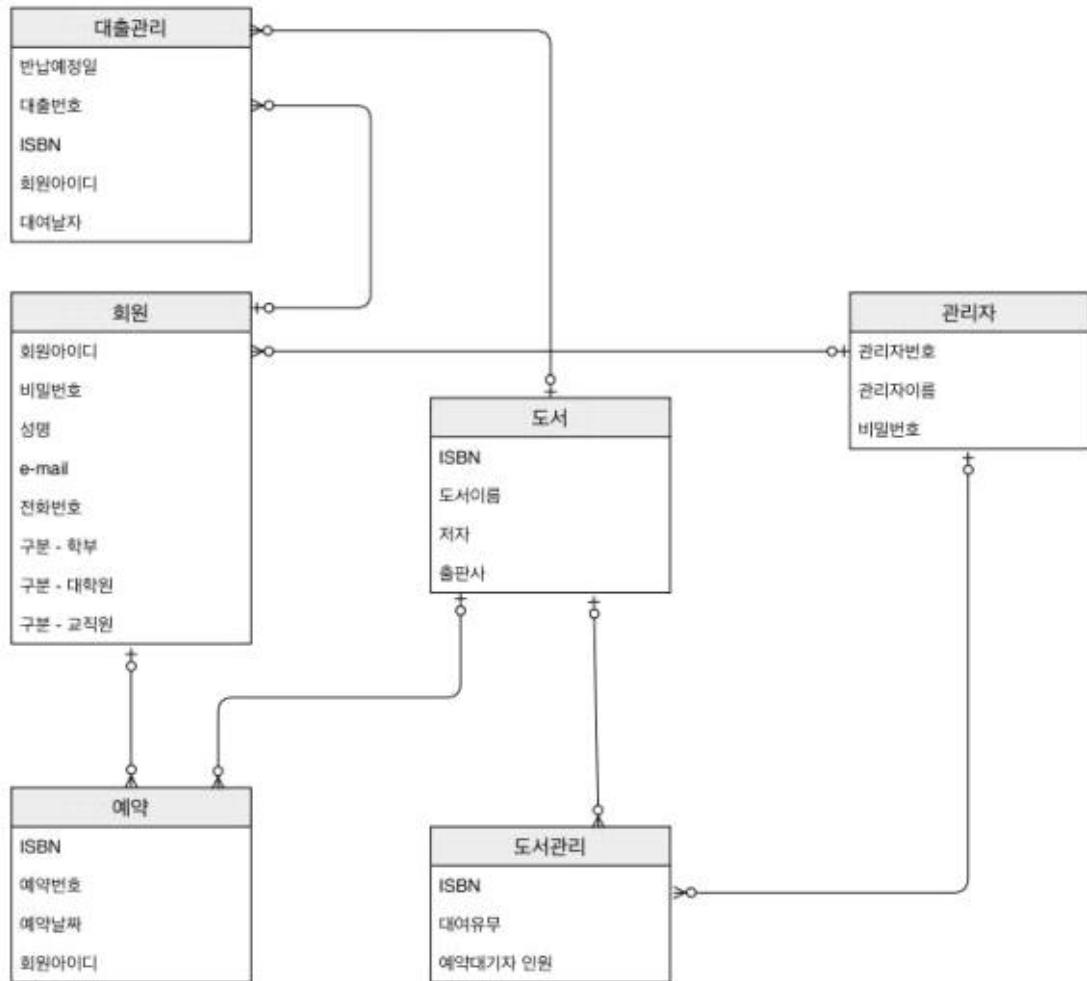 대출관리
반납예정일
대출번호
ISBN
회원아이디
대여날자
회원
회원아이디
비밀번호
성명
e-mail
전화번호
구분 - 학부
구분 - 대학원
구분 - 교직원
관리자
관리자번호
관리자이름
비밀번호
도서
ISBN
도서이름
저자
출판사
예약
ISBN
예약번호
예약날짜
회원아이디
도서관리
ISBN
대여유무
예약대기자 인원